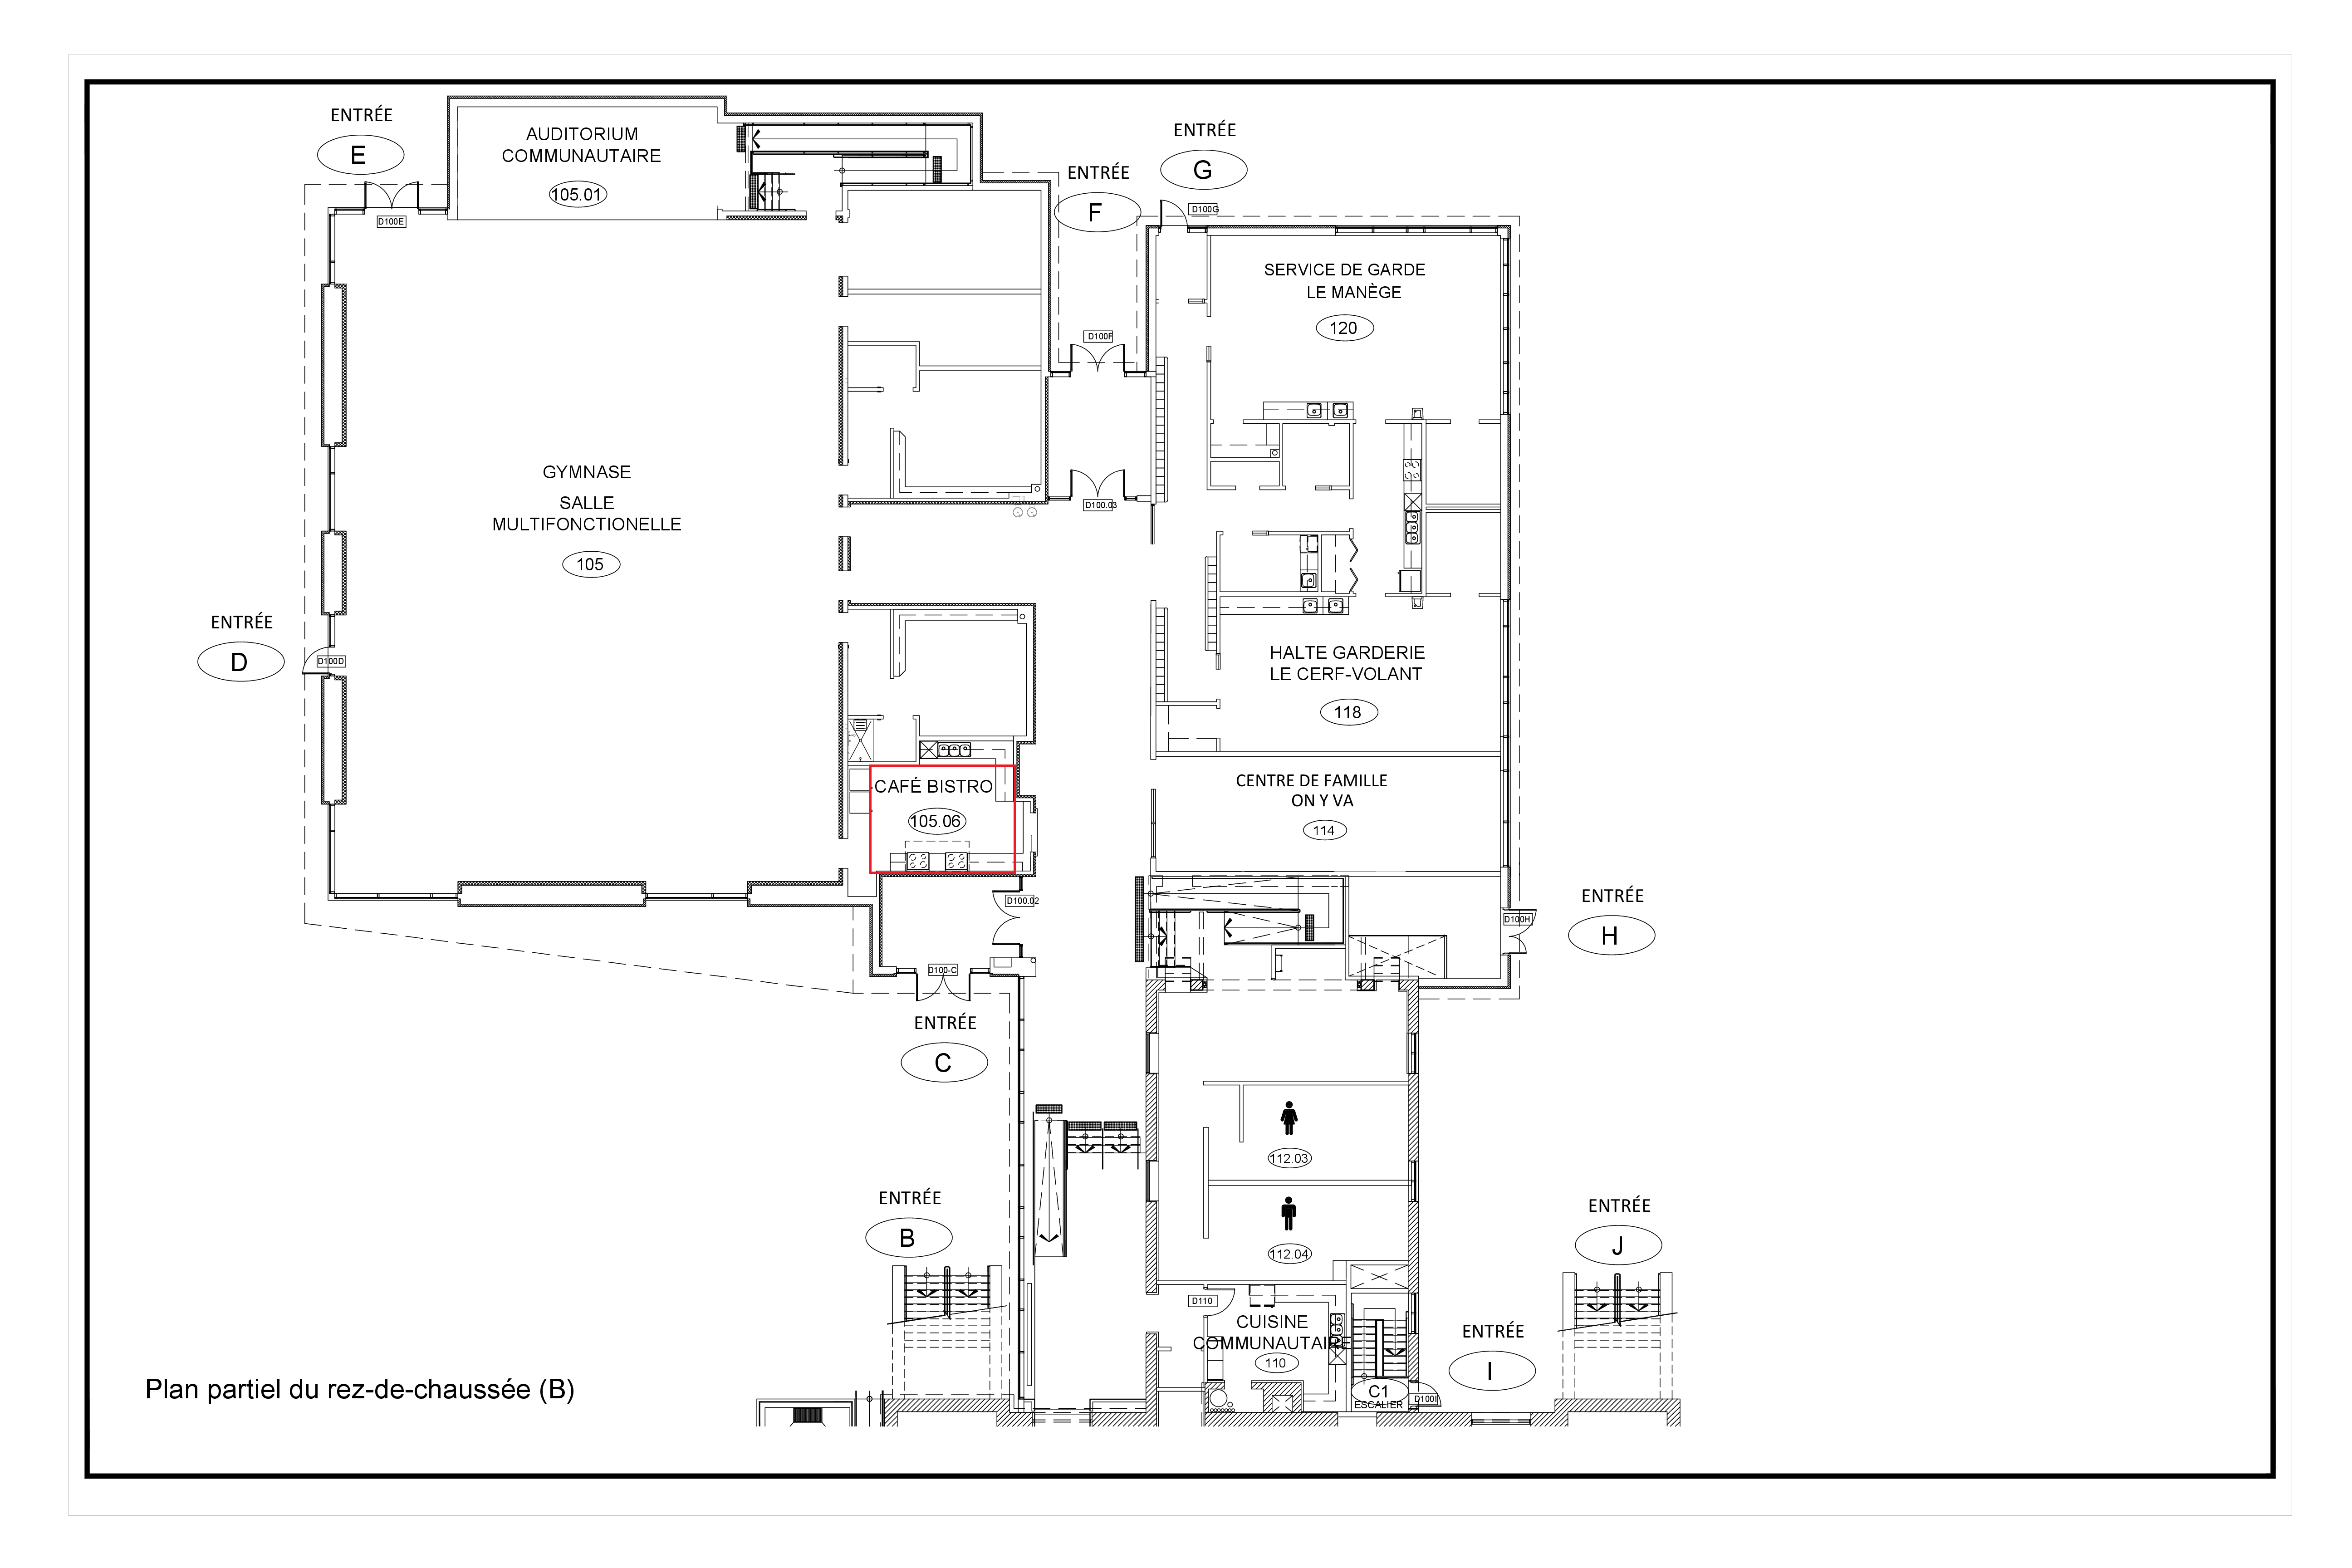 ENTRÉE
E
D100E
AUDITORIUM
COMMUNAUTAIRE
105.01
ENTRÉE
F
D100F
D100.03
ENTRÉE
G
D100G
SERVICE DE GARDE
LE MANÈGE
120
GYMNASE
SALLE
MULTIFONCTIONELLE
105
ENTRÉE
D
D100D
HALTE GARDERIE
LE CERF-VOLANT
118
CAFÉ BISTRO
105.06
CENTRE DE FAMILLE
ON Y VA
114
D100.02
D100-C
ENTRÉE
C
D100H
ENTRÉE
H
112.03
112.04
ENTRÉE
B
ENTRÉE
J
D110
CUISINE
COMMUNAUTAIRE
110
C1
ESCALIER
D100I
ENTRÉE
I
Plan partiel du rez-de-chaussée (B)